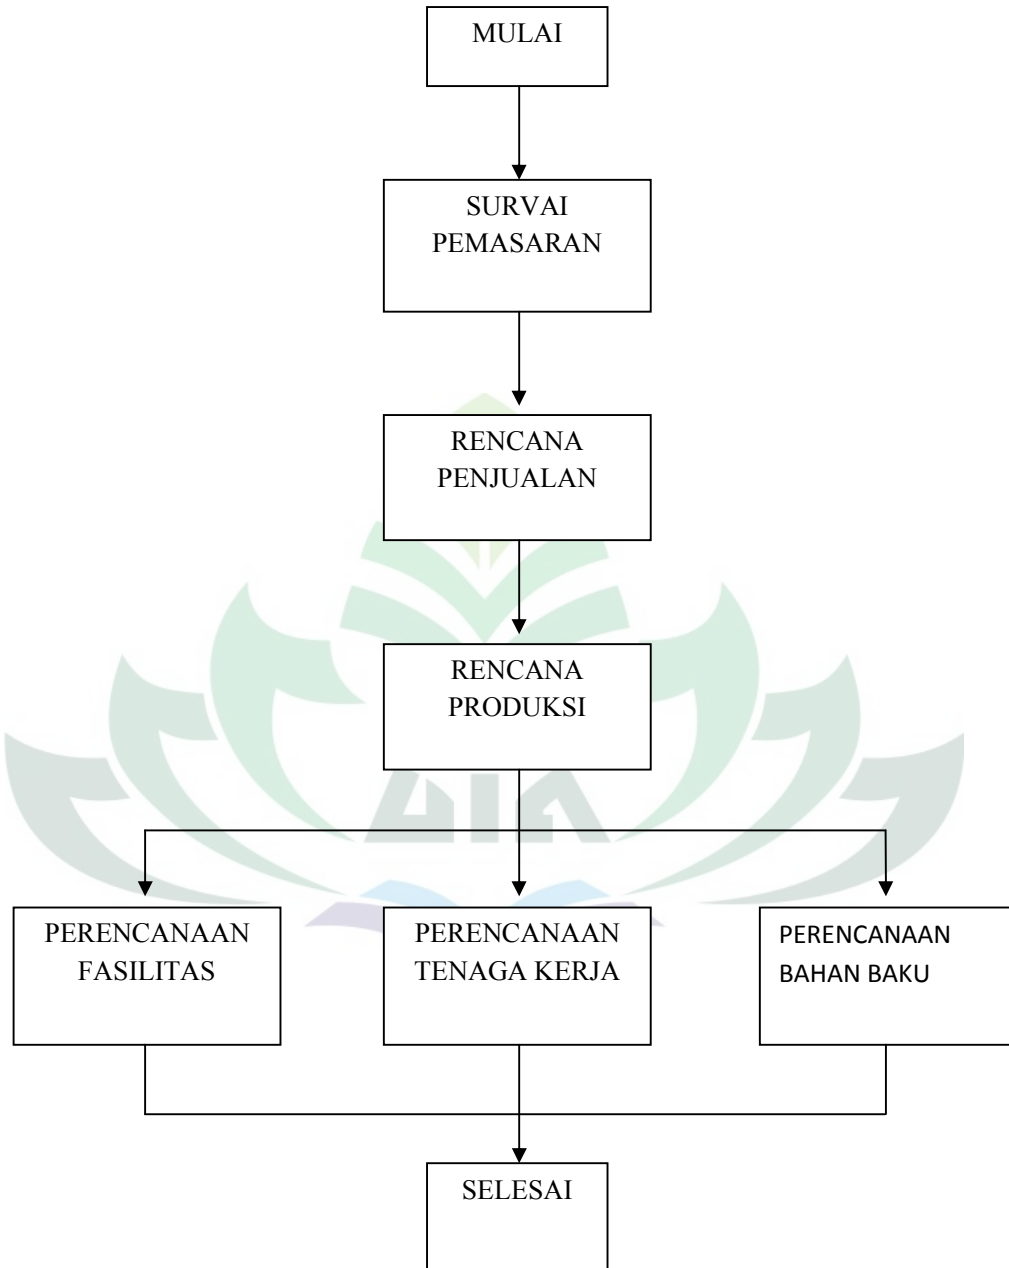 MULAI
SURVAI
PEMASARAN
RENCANA
PENJUALAN
RENCANA
PRODUKSI
PERENCANAAN
FASILITAS
PERENCANAAN
TENAGA KERJA
PERENCANAAN
BAHAN BAKU
SELESAI